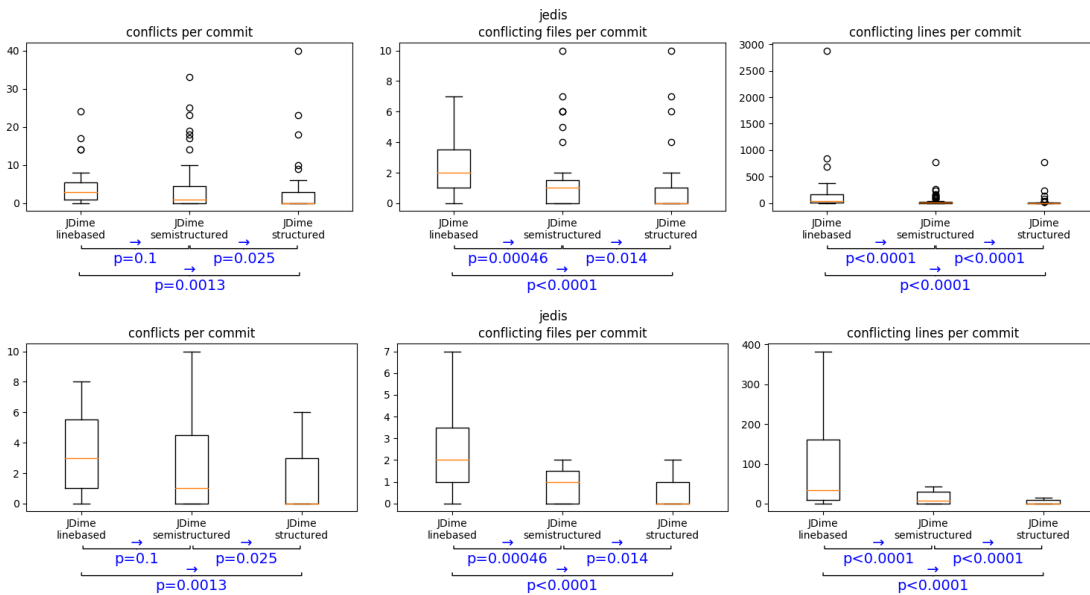 jedis
conflicts per commit
conflicting files per commit
conflicting lines per commit
40
30
20
10
0
JDime
linebased
JDime
semistructured
JDime
structured
→
→
p=0.1
p=0.025
→
p=0.0013
10
8
6
4
2
0
JDime
linebased
JDime
semistructured
JDime
structured
→
→
p=0.00046
p=0.014
→
p<0.0001
3000
2500
2000
1500
1000
500
0
JDime
linebased
JDime
semistructured
JDime
structured
→
→
p<0.0001
p<0.0001
→
p<0.0001
jedis
conflicts per commit
conflicting files per commit
conflicting lines per commit
10
8
6
4
2
0
JDime
linebased
JDime
semistructured
JDime
structured
→
→
p=0.1
p=0.025
→
p=0.0013
7
6
5
4
3
2
1
0
JDime
linebased
JDime
semistructured
JDime
structured
→
→
p=0.00046
p=0.014
→
p<0.0001
400
300
200
100
0
JDime
linebased
JDime
semistructured
JDime
structured
→
→
p<0.0001
p<0.0001
→
p<0.0001